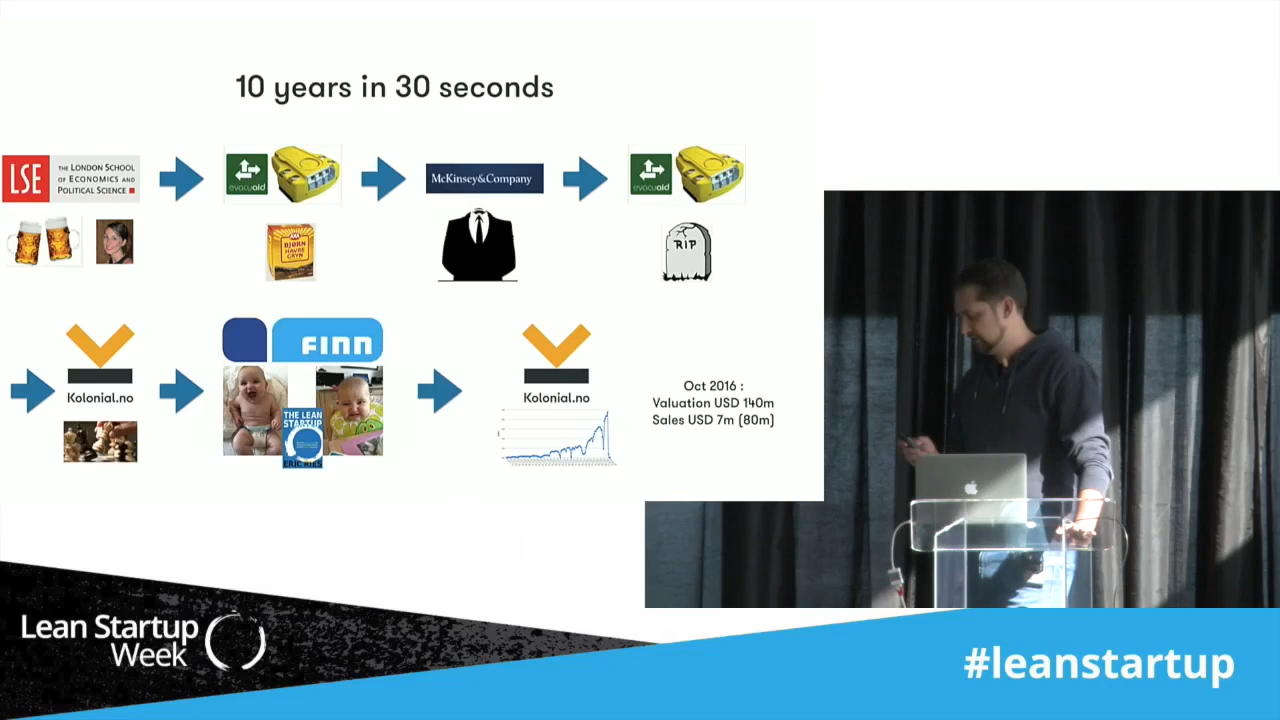 10 years in 30 seconds
LSE
THE LONDON SCHOOL
OF ECONOMICS AND
POLITICAL SCIENCE
evacuaid
McKinsey&Company
evacuaid
BJØRN
HAVRE
GRYN
RIP
Kolonial.no
FINN
THE LEAN
STARTUP
ERIC RIES
Kolonial.no
Oct 2016 :
Valuation USD 140m
Sales USD 7m (80m)
Lean Startup
Week
#leanstartup